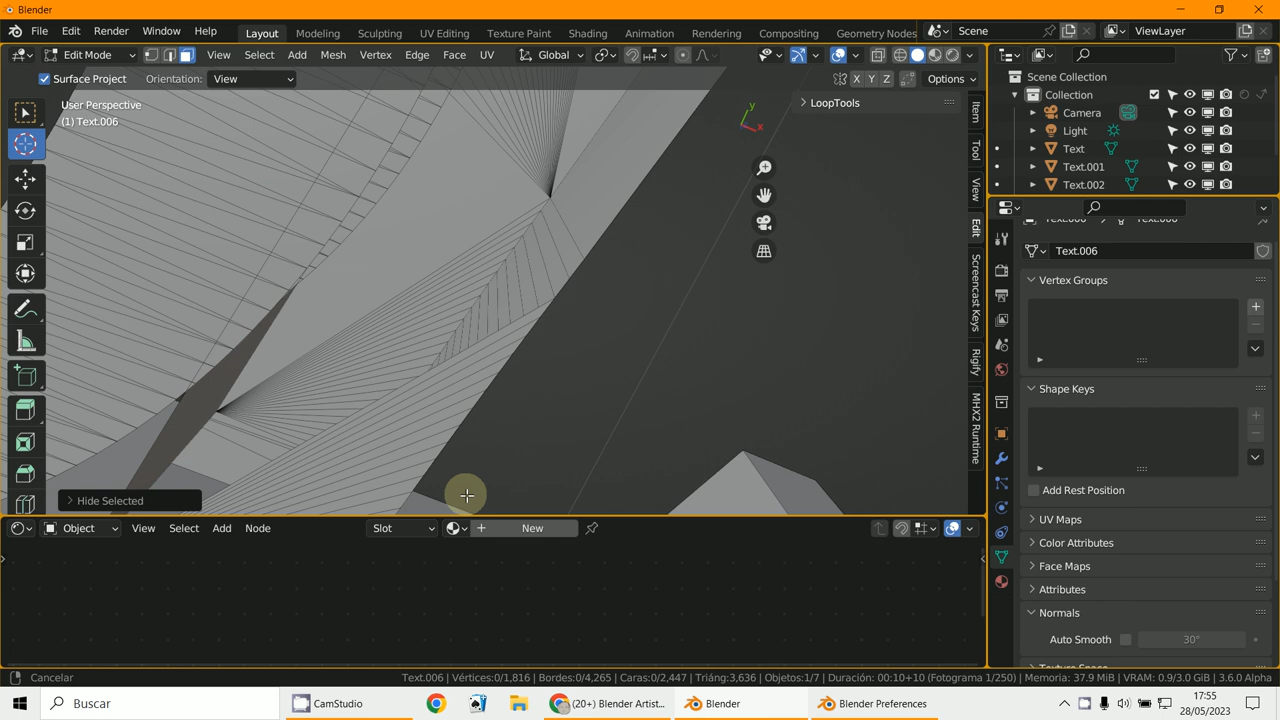 Blender
File Edit Render Window Help Layout Modeling Sculpting UV Editing Texture Paint Shading Animation Rendering Compositing Geometry Nodes Scene ViewLayer
Edit Mode View Select Add Mesh Vertex Edge Face UV Global
Surface Project Orientation: View X Y Z Options
User Perspective
(1) Text.006
LoopTools
y
x
Item
Tool
View
Edit
Screencast Keys
Rigify
MHX2 Runtime
Hide Selected
Scene Collection
Collection
Camera
Light
Text
Text.001
Text.002
Text.006
Vertex Groups
Shape Keys
Add Rest Position
UV Maps
Color Attributes
Face Maps
Attributes
Normals
Auto Smooth 30°
Texture Space
Object View Select Add Node Slot New
Cancelar Text.006 | Vértices:0/1,816 | Bordes:0/4,265 | Caras:0/2,447 | Triáng:3,636 | Objetos:1/7 | Duración: 00:10+10 (Fotograma 1/250) | Memoria: 37.9 MiB | VRAM: 0.9/3.0 GiB | 3.6.0 Alpha
Buscar CamStudio (20+) Blender Artist... Blender Blender Preferences 17:55
28/05/2023